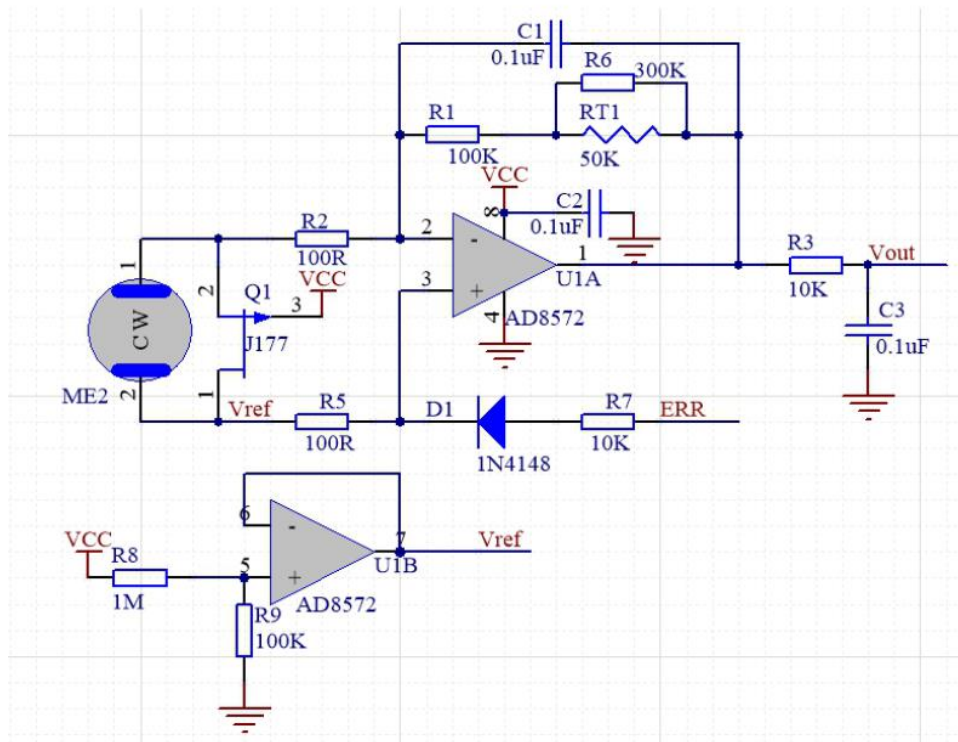 C1
0.1uF
R6
300K
R1
RT1
100K
50K
VCC
8
C2
0.1uF
R2
2
-
1
R3
Vout
100R
1
2
Q1
VCC
3
3
+
U1A
10K
CW
J177
4
AD8572
C3
0.1uF
ME2
2
1
Vref
R5
D1
R7
ERR
100R
1N4148
10K
6
-
VCC
R8
5
+
7
U1B
Vref
1M
R9
AD8572
100K